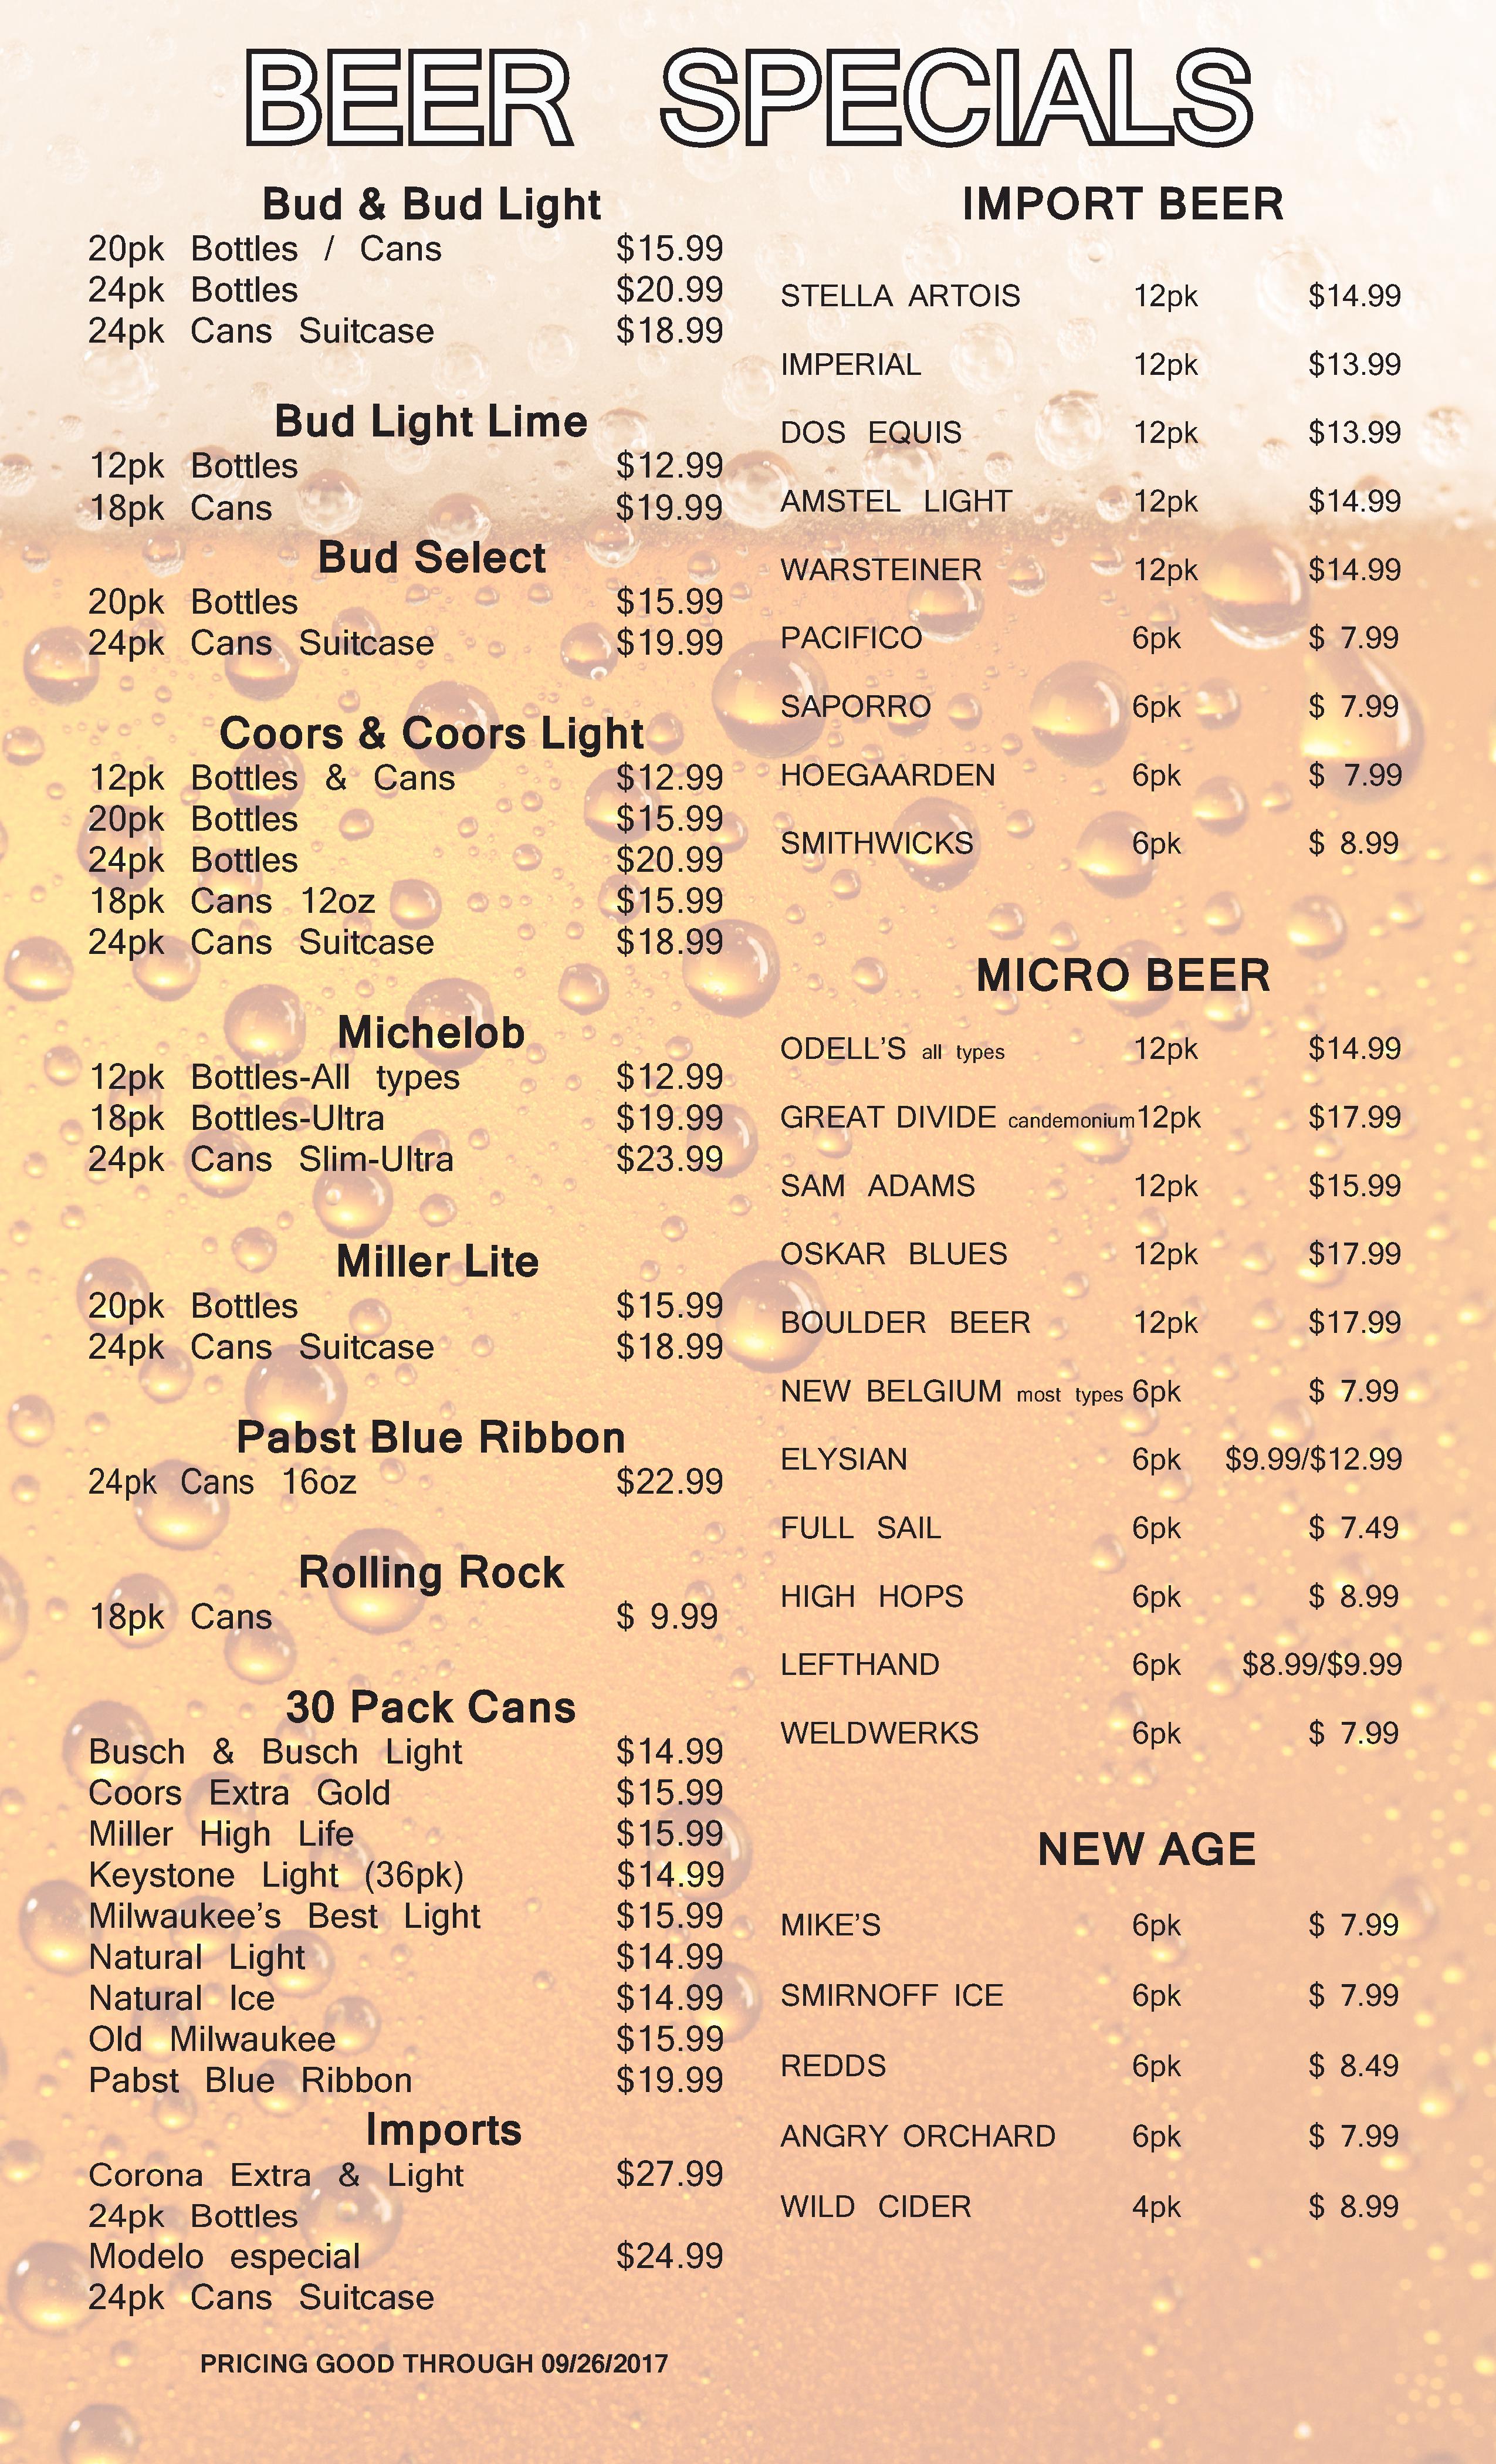 BEER SPECIALS
Bud & Bud Light
20pk Bottles / Cans $15.99
24pk Bottles $20.99
24pk Cans Suitcase $18.99
Bud Light Lime
12pk Bottles $12.99
18pk Cans $19.99
Bud Select
20pk Bottles $15.99
24pk Cans Suitcase $19.99
Coors & Coors Light
12pk Bottles & Cans $12.99
20pk Bottles $15.99
24pk Bottles $20.99
18pk Cans 12oz $15.99
24pk Cans Suitcase $18.99
Michelob
12pk Bottles-All types $12.99
18pk Bottles-Ultra $19.99
24pk Cans Slim-Ultra $23.99
Miller Lite
20pk Bottles $15.99
24pk Cans Suitcase $18.99
Pabst Blue Ribbon
24pk Cans 16oz $22.99
Rolling Rock
18pk Cans $ 9.99
30 Pack Cans
Busch & Busch Light $14.99
Coors Extra Gold $15.99
Miller High Life $15.99
Keystone Light (36pk) $14.99
Milwaukee’s Best Light $15.99
Natural Light $14.99
Natural Ice $14.99
Old Milwaukee $15.99
Pabst Blue Ribbon $19.99
Imports
Corona Extra & Light $27.99
24pk Bottles
Modelo especial $24.99
24pk Cans Suitcase
PRICING GOOD THROUGH 09/26/2017
IMPORT BEER
STELLA ARTOIS 12pk $14.99
IMPERIAL 12pk $13.99
DOS EQUIS 12pk $13.99
AMSTEL LIGHT 12pk $14.99
WARSTEINER 12pk $14.99
PACIFICO 6pk $ 7.99
SAPORRO 6pk $ 7.99
HOEGAARDEN 6pk $ 7.99
SMITHWICKS 6pk $ 8.99
MICRO BEER
ODELL’S all types 12pk $14.99
GREAT DIVIDE candemonium 12pk $17.99
SAM ADAMS 12pk $15.99
OSKAR BLUES 12pk $17.99
BOULDER BEER 12pk $17.99
NEW BELGIUM most types 6pk $ 7.99
ELYSIAN 6pk $9.99/$12.99
FULL SAIL 6pk $ 7.49
HIGH HOPS 6pk $ 8.99
LEFTHAND 6pk $8.99/$9.99
WELDWERKS 6pk $ 7.99
NEW AGE
MIKE’S 6pk $ 7.99
SMIRNOFF ICE 6pk $ 7.99
REDDS 6pk $ 8.49
ANGRY ORCHARD 6pk $ 7.99
WILD CIDER 4pk $ 8.99